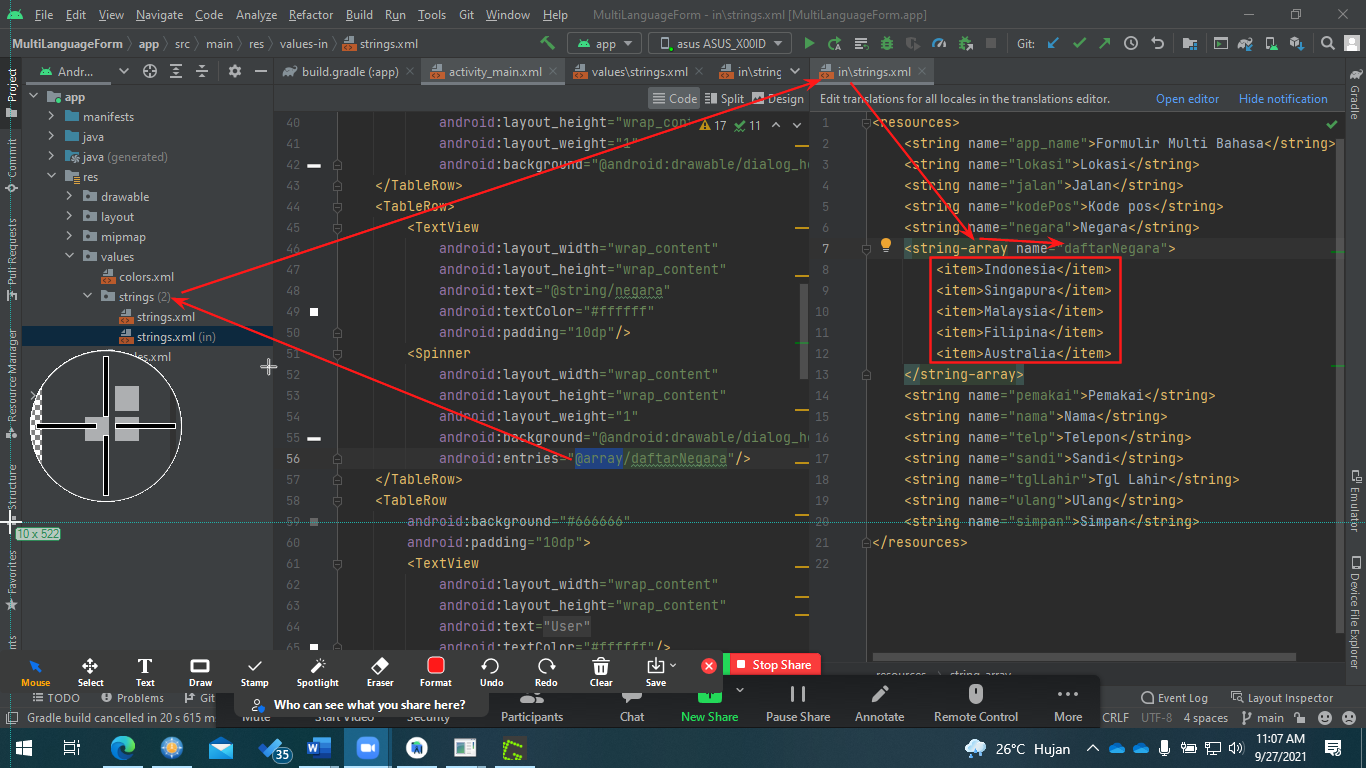 File Edit View Navigate Code Analyze Refactor Build Run Tools Git Window Help MultiLanguageForm - in\strings.xml [MultiLanguageForm.app]
MultiLanguageForm app src main res values-in strings.xml app asus ASUS_X00ID Git:
Project
Commit
Pull Requests
Resource Manager
Structure
Favorites
Andr...
app
manifests
java
java (generated)
res
drawable
layout
mipmap
values
colors.xml
strings (2)
strings.xml
strings.xml (in)
10 x 522
build.gradle (:app) activity_main.xml values\strings.xml
Code Split Design
17 11
40 android:layout_height="wrap_con
41 android:layout_weight="1"
42 android:background="@android:drawable/dialog_ho
43 </TableRow>
44 <TableRow>
45 <TextView
46 android:layout_width="wrap_content"
47 android:layout_height="wrap_content"
48 android:text="@string/negara"
49 android:textColor="#ffffff"
50 android:padding="10dp"/>
51 <Spinner
52 android:layout_width="wrap_content"
53 android:layout_height="wrap_content"
54 android:layout_weight="1"
55 android:background="@android:drawable/dialog_ho
56 android:entries="@array/daftarNegara"/>
57 </TableRow>
58 <TableRow
59 android:background="#666666"
60 android:padding="10dp">
61 <TextView
62 android:layout_width="wrap_content"
63 android:layout_height="wrap_content"
64 android:text="User"
65 android:textColor="#ffffff"/>
in\strings.xml
Edit translations for all locales in the translations editor. Open editor Hide notification
1 <resources>
2 <string name="app_name">Formulir Multi Bahasa</string>
3 <string name="lokasi">Lokasi</string>
4 <string name="jalan">Jalan</string>
5 <string name="kodePos">Kode pos</string>
6 <string name="negara">Negara</string>
7 <string-array name="daftarNegara">
8 <item>Indonesia</item>
9 <item>Singapura</item>
10 <item>Malaysia</item>
11 <item>Filipina</item>
12 <item>Australia</item>
13 </string-array>
14 <string name="pemakai">Pemakai</string>
15 <string name="nama">Nama</string>
16 <string name="telp">Telepon</string>
17 <string name="sandi">Sandi</string>
18 <string name="tglLahir">Tgl Lahir</string>
19 <string name="ulang">Ulang</string>
20 <string name="simpan">Simpan</string>
21 </resources>
22
Gradle
Emulator
Device File Explorer
Mouse Select Text Draw Stamp Spotlight Eraser Format Undo Redo Clear Save
Stop Share
Who can see what you share here?
Mute Start Video Security Participants Chat New Share Pause Share Annotate Remote Control More
TODO Problems Git Event Log Layout Inspector
Gradle build cancelled in 20 s 615 m CRLF UTF-8 4 spaces main
35 26°C Hujan 11:07 AM
9/27/2021